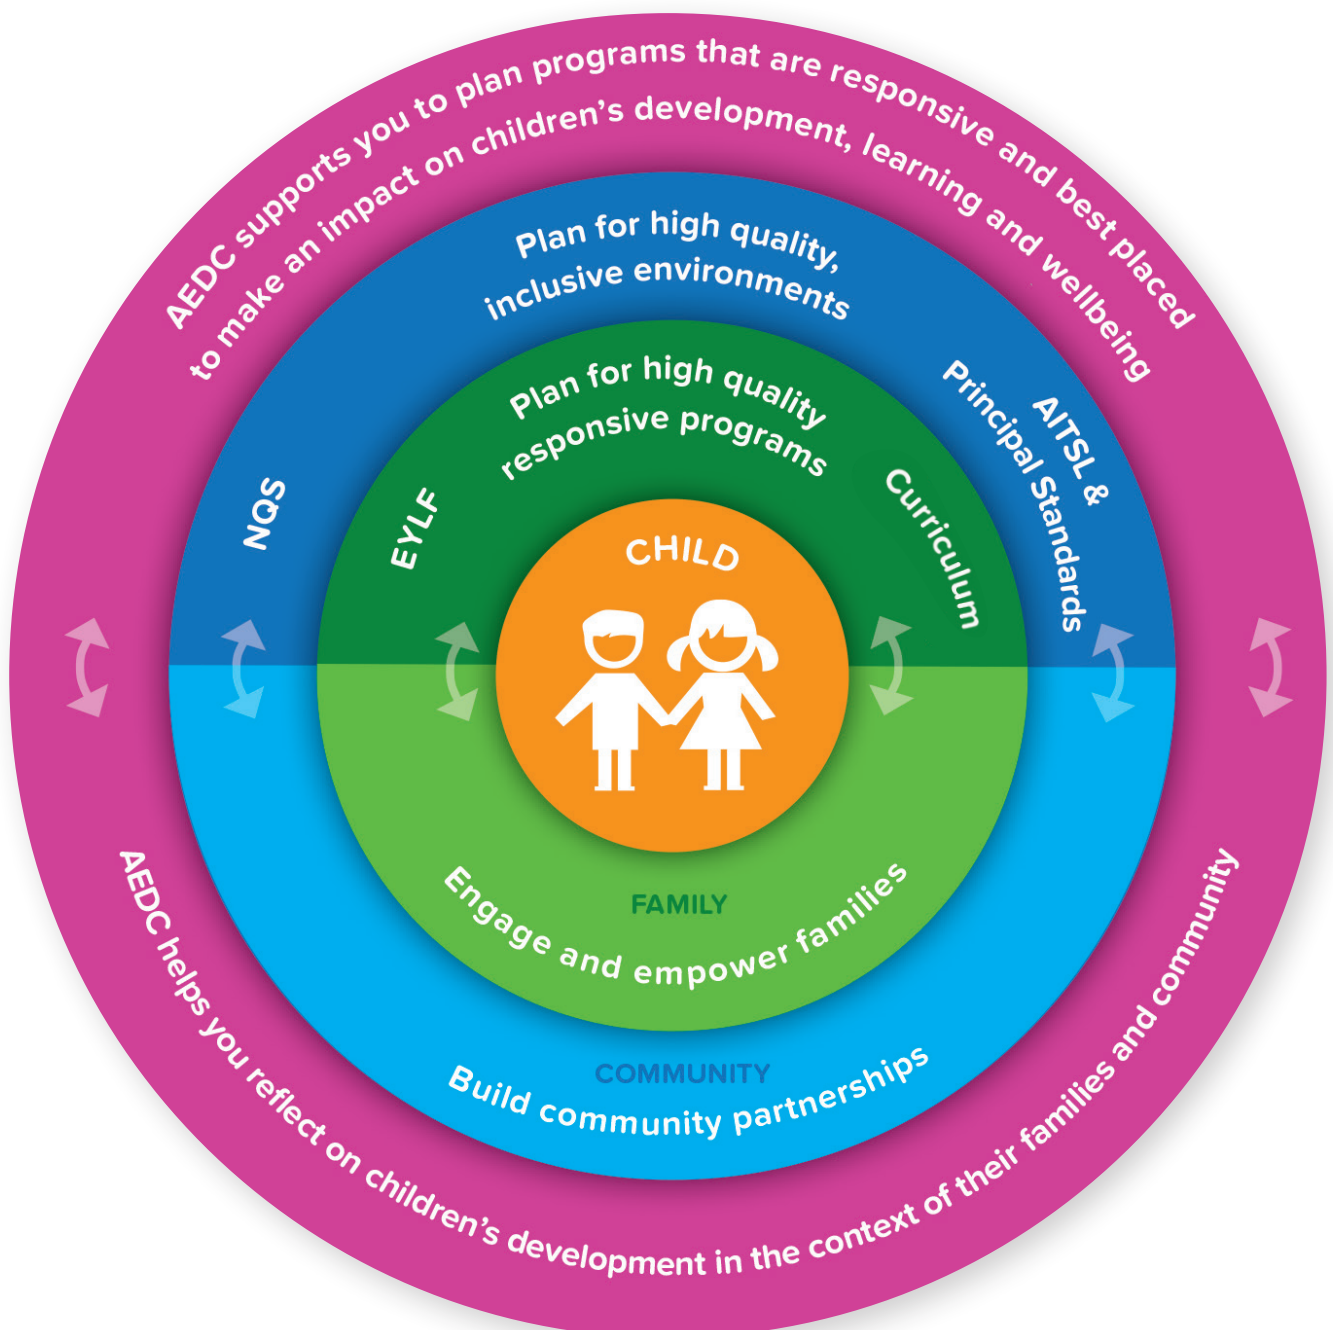 AEDC supports you to plan programs that are responsive and best placed
to make an impact on children’s development, learning and wellbeing
Plan for high quality,
inclusive environments
NQS
AITSL &
Principal Standards
Plan for high quality
responsive programs
EYLF
Curriculum
CHILD
FAMILY
Engage and empower families
COMMUNITY
Build community partnerships
AEDC helps you reflect on children’s development in the context of their families and community